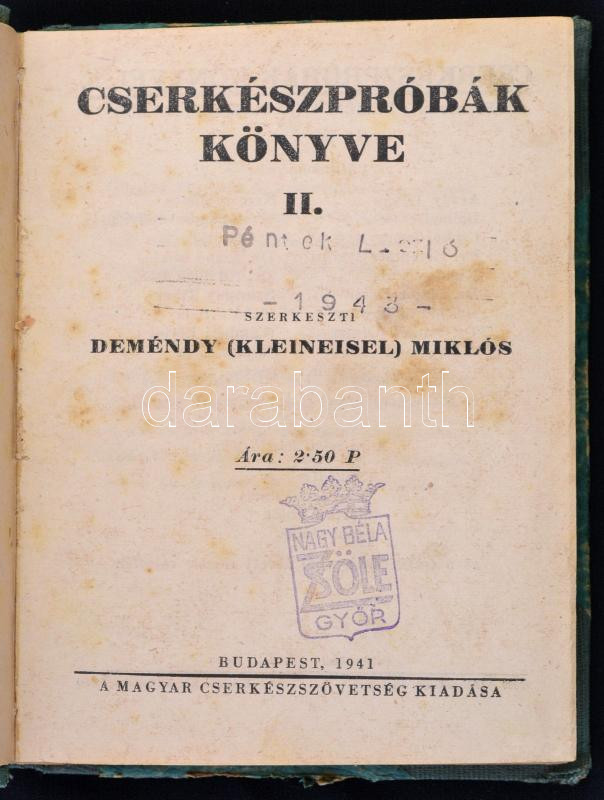 CSERKÉSZPRÓBÁK
KÖNYVE
II.
Péntek
- 1943 -
SZERKESZTI
DEMÉNDY (KLEINEISEL) MIKLÓS
darabanth
Ára: 2·50 P
NAGY BÉLA
GYŐR
BUDAPEST, 1941
A MAGYAR CSERKÉSZSZÖVETSÉG KIADÁSA